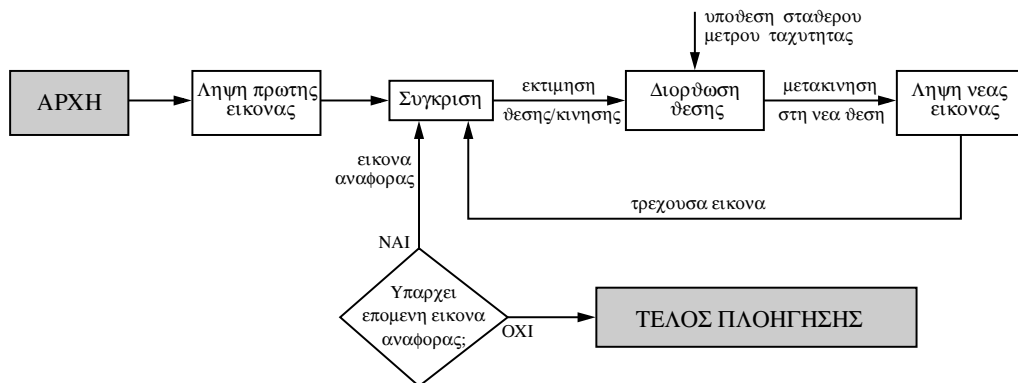 υποθεση σταθερου
μετρου ταχυτητας
ΑΡΧΗ
Ληψη πρωτης
εικονας
Συγκριση
εκτιμηση
θεσης/κινησης
Διορθωση
θεσης
μετακινηση
στη νεα θεση
Ληψη νεας
εικονας
εικονα
αναφορας
τρεχουσα εικονα
ΝΑΙ
Υπαρχει
επομενη εικονα
αναφορας;
ΟΧΙ
ΤΕΛΟΣ ΠΛΟΗΓΗΣΗΣ